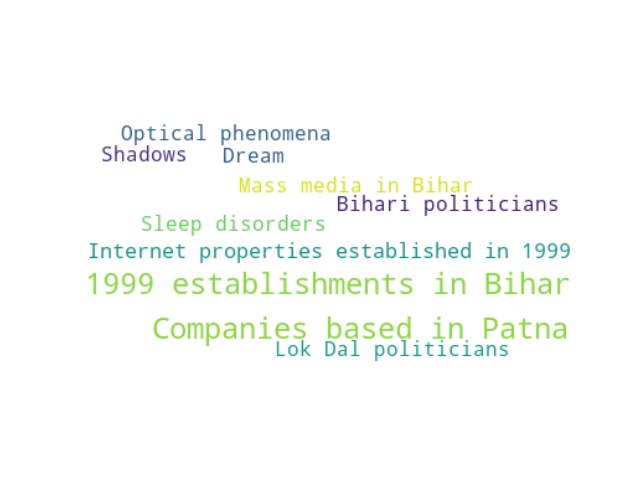 Optical phenomena
Shadows Dream
Mass media in Bihar
Bihari politicians
Sleep disorders
Internet properties established in 1999
1999 establishments in Bihar
Companies based in Patna
Lok Dal politicians